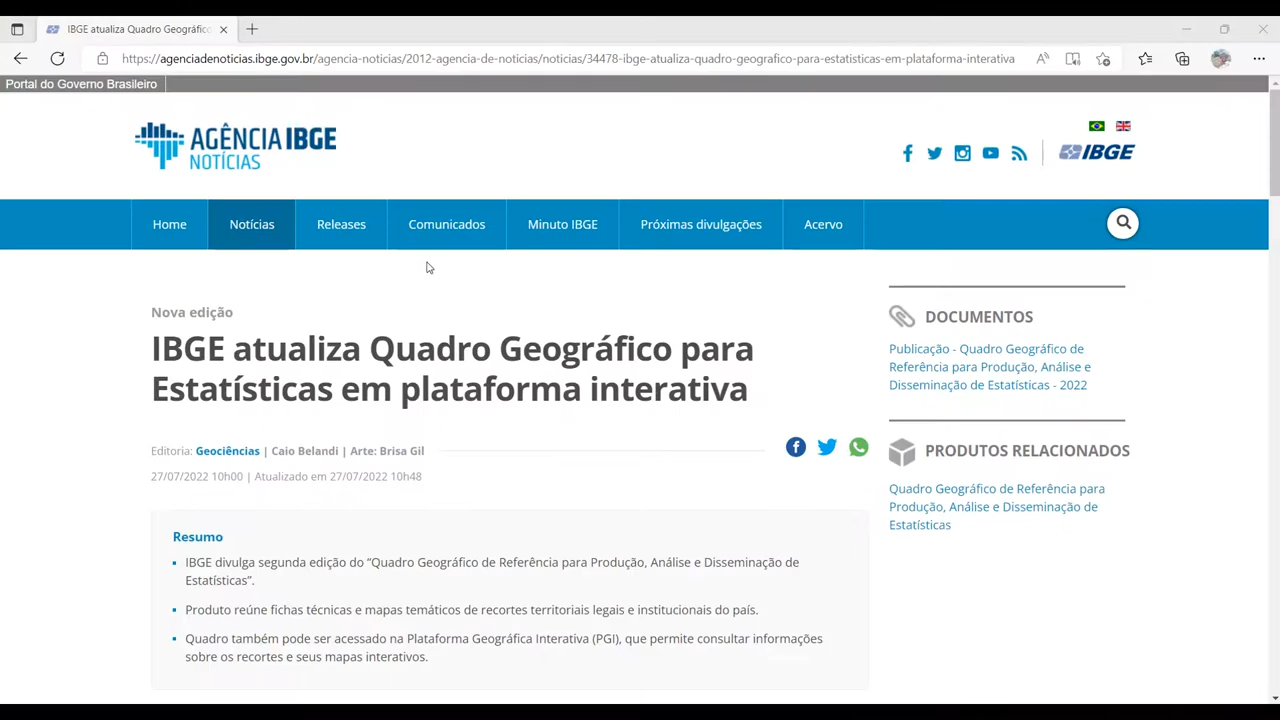 IBGE atualiza Quadro Geográfico
https://agenciadenoticias.ibge.gov.br/agencia-noticias/2012-agencia-de-noticias/noticias/34478-ibge-atualiza-quadro-geografico-para-estatisticas-em-plataforma-interativa
Portal do Governo Brasileiro
AGÊNCIA IBGE
NOTÍCIAS
IBGE
Home Notícias Releases Comunicados Minuto IBGE Próximas divulgações Acervo
Nova edição
IBGE atualiza Quadro Geográfico para
Estatísticas em plataforma interativa
Editoria: Geociências | Caio Belandi | Arte: Brisa Gil
27/07/2022 10h00 | Atualizado em 27/07/2022 10h48
Resumo
IBGE divulga segunda edição do “Quadro Geográfico de Referência para Produção, Análise e Disseminação de
Estatísticas”.
Produto reúne fichas técnicas e mapas temáticos de recortes territoriais legais e institucionais do país.
Quadro também pode ser acessado na Plataforma Geográfica Interativa (PGI), que permite consultar informações
sobre os recortes e seus mapas interativos.
DOCUMENTOS
Publicação - Quadro Geográfico de
Referência para Produção, Análise e
Disseminação de Estatísticas - 2022
PRODUTOS RELACIONADOS
Quadro Geográfico de Referência para
Produção, Análise e Disseminação de
Estatísticas